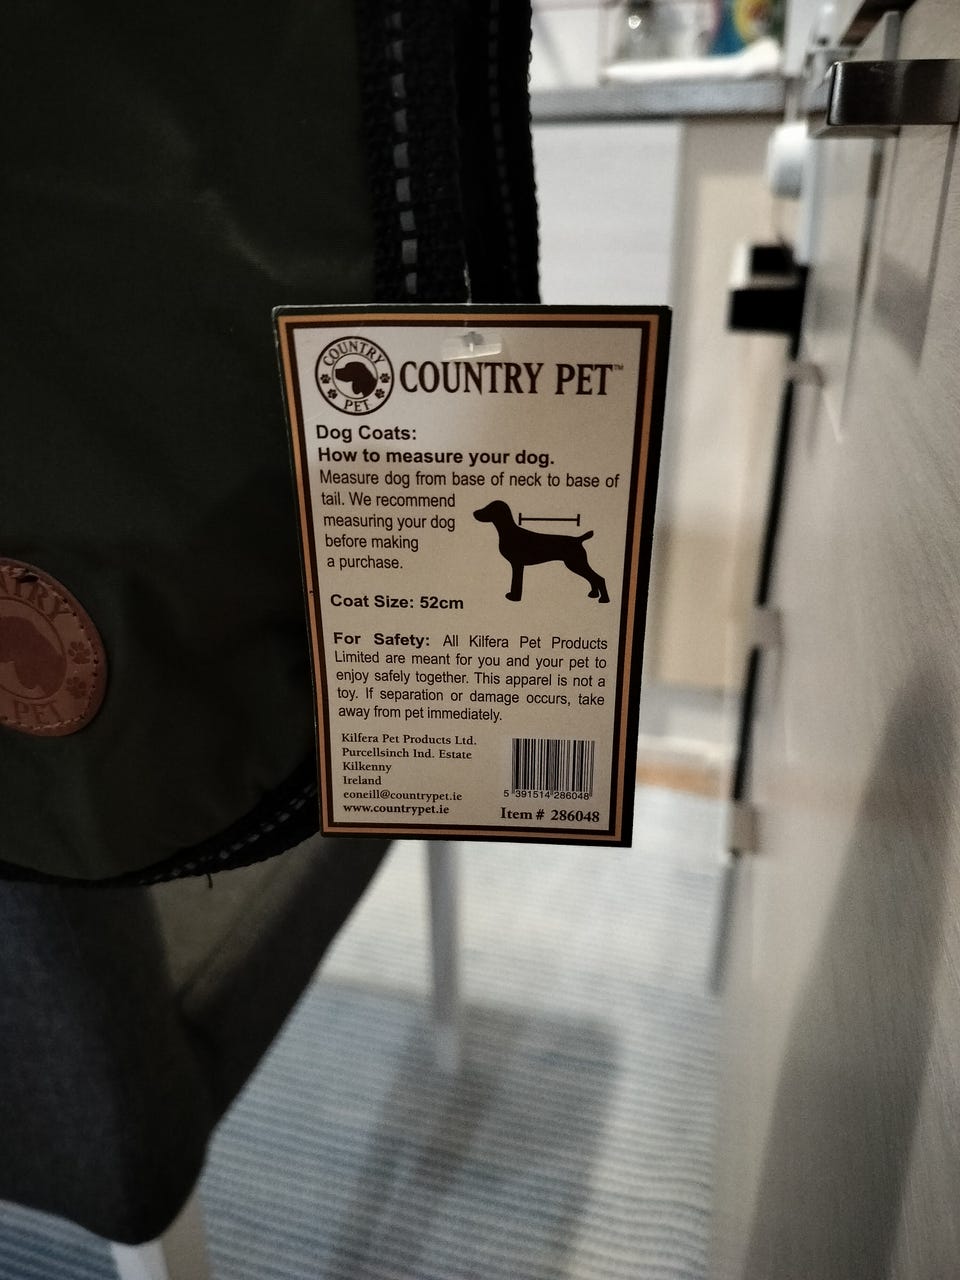 COUNTRY
PET
COUNTRY PET™
Dog Coats:
How to measure your dog.
Measure dog from base of neck to base of
tail. We recommend
measuring your dog
before making
a purchase.
Coat Size: 52cm
For Safety: All Kilfera Pet Products
Limited are meant for you and your pet to
enjoy safely together. This apparel is not a
toy. If separation or damage occurs, take
away from pet immediately.
Kilfera Pet Products Ltd.
Purcellsinch Ind. Estate
Kilkenny
Ireland
eoneill@countrypet.ie
www.countrypet.ie
5 391514 286048
Item # 286048
NTRY
PET